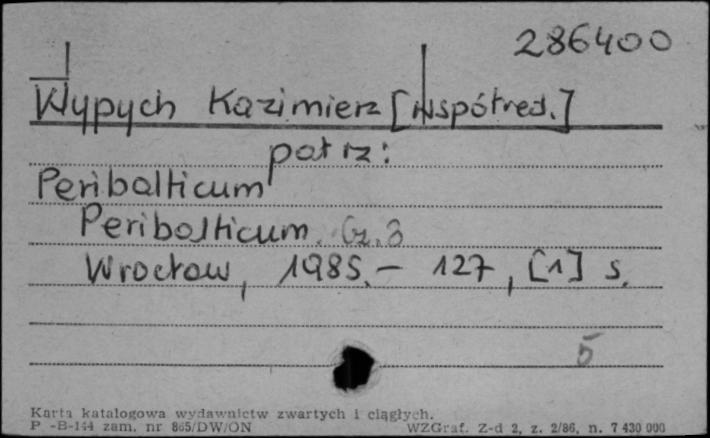 286400
Wypych Kazimierz [współred.]
patrz:
Peribalticum
Peribalticum. Cz. 3
Wrocław, 1985. - 127, [1] s.
5
Karta katalogowa wydawnictw zwartych i ciągłych.
P -B-144 zam. nr 865/DW/ON WZGraf. Z-d 2, z. 2/86, n. 7 430 000